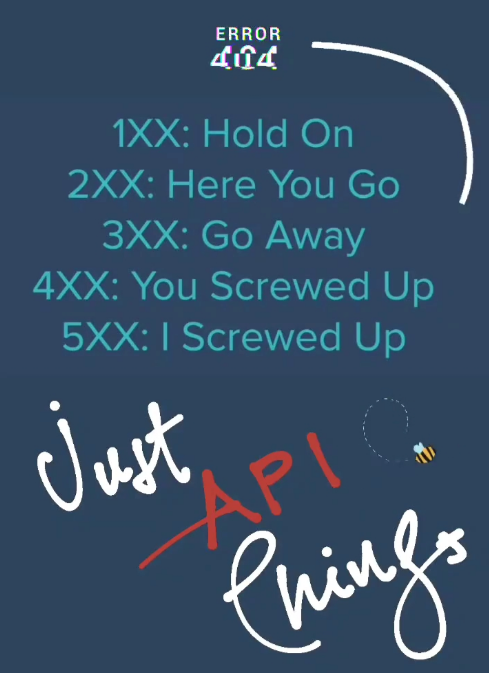 ERROR
404
1XX: Hold On
2XX: Here You Go
3XX: Go Away
4XX: You Screwed Up
5XX: I Screwed Up
just
API
things